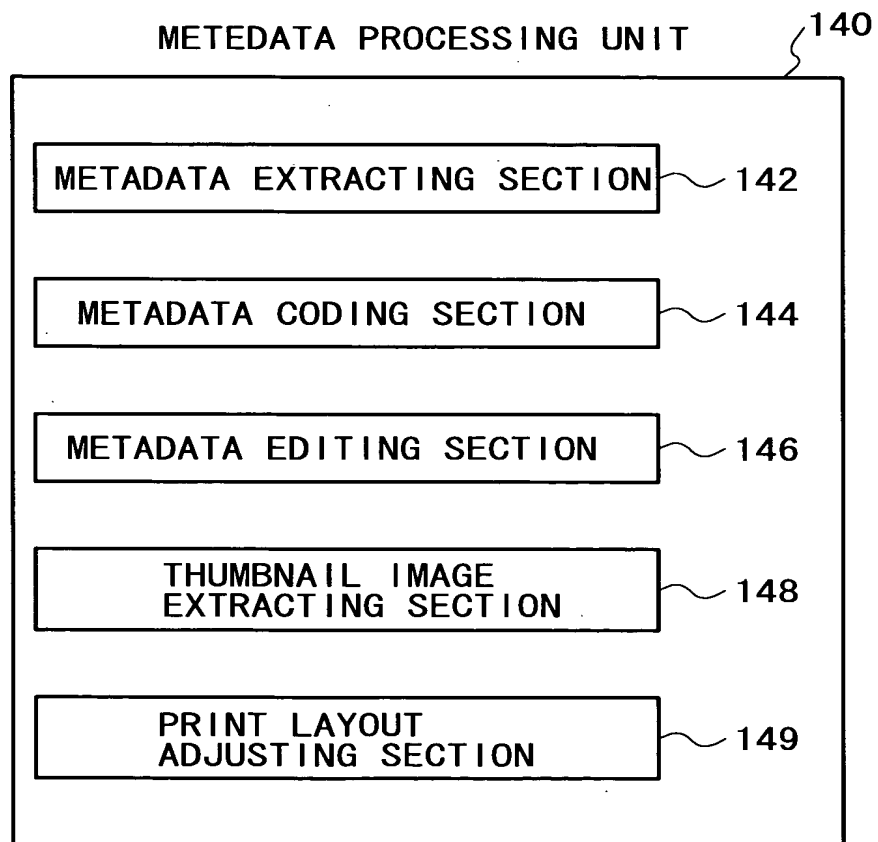 METEDATA PROCESSING UNIT
140
METADATA EXTRACTING SECTION
142
METADATA CODING SECTION
144
METADATA EDITING SECTION
146
THUMBNAIL IMAGE
EXTRACTING SECTION
148
PRINT LAYOUT
ADJUSTING SECTION
149